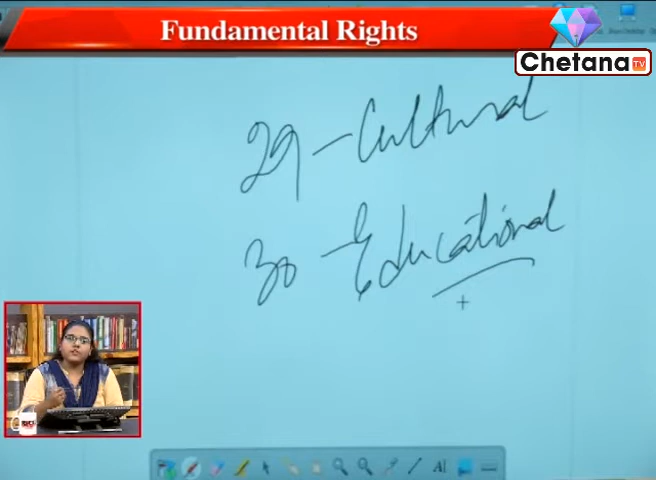 Fundamental Rights
Chetana TV
29 - Cultural
30 - Educational
A